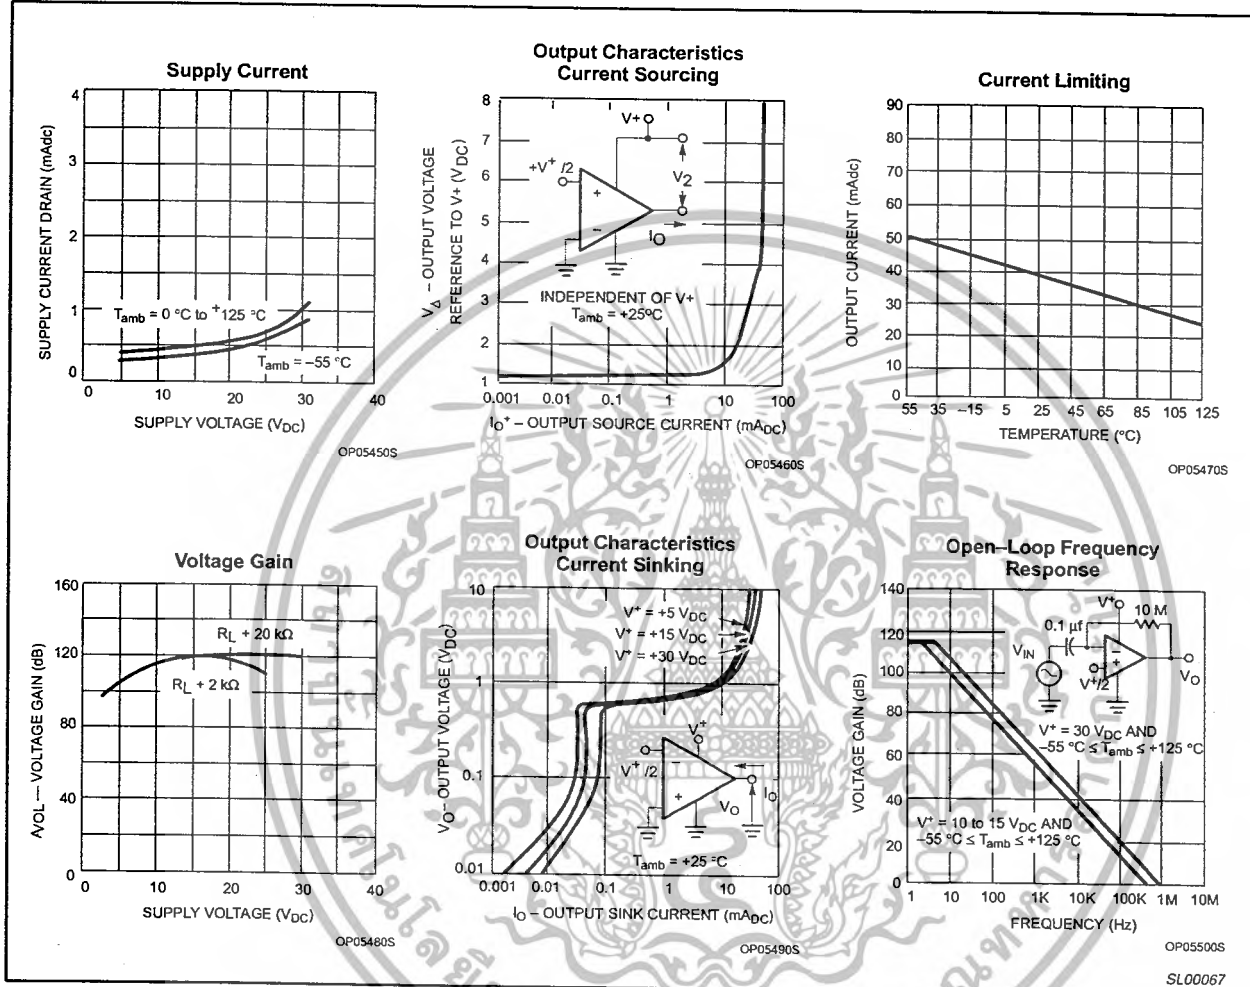 Supply Current
4
3
2
1
0
SUPPLY CURRENT DRAIN (mAdc)
Tamb = 0 °C to +125 °C
Tamb = –55 °C
0 10 20 30 40
SUPPLY VOLTAGE (VDC)
OP05450S
Output Characteristics
Current Sourcing
8
7
6
5
4
3
2
1
VΔ – OUTPUT VOLTAGE
REFERENCE TO V+ (VDC)
V+
+V+ /2
+
–
V2
IO
INDEPENDENT OF V+
Tamb = +25ºC
0.001 0.01 0.1 1 10 100
IO+ – OUTPUT SOURCE CURRENT (mADC)
OP05460S
Current Limiting
90
80
70
60
50
40
30
20
10
0
OUTPUT CURRENT (mAdc)
55 35 –15 5 25 45 65 85 105 125
TEMPERATURE (°C)
OP05470S
Voltage Gain
160
120
80
40
0
AVOL — VOLTAGE GAIN (dB)
RL + 20 kΩ
RL + 2 kΩ
0 10 20 30 40
SUPPLY VOLTAGE (VDC)
OP05480S
Output Characteristics
Current Sinking
10
1
0.1
0.01
VO– OUTPUT VOLTAGE (VDC)
V+ = +5 VDC
V+ = +15 VDC
V+ = +30 VDC
V+
V+ /2
–
+
VO
IO
Tamb = +25 °C
0.001 0.01 0.1 1 10 100
IO – OUTPUT SINK CURRENT (mADC)
OP05490S
Open–Loop Frequency
Response
140
120
100
80
60
40
20
0
VOLTAGE GAIN (dB)
V+
10 M
0.1 µf
VIN
–
+
V+/2
VO
V+ = 30 VDC AND
–55 °C ≤ Tamb ≤ +125 °C
V+ = 10 to 15 VDC AND
–55 °C ≤ Tamb ≤ +125 °C
1 10 100 1K 10K 100K 1M 10M
FREQUENCY (Hz)
OP05500S
SL00067